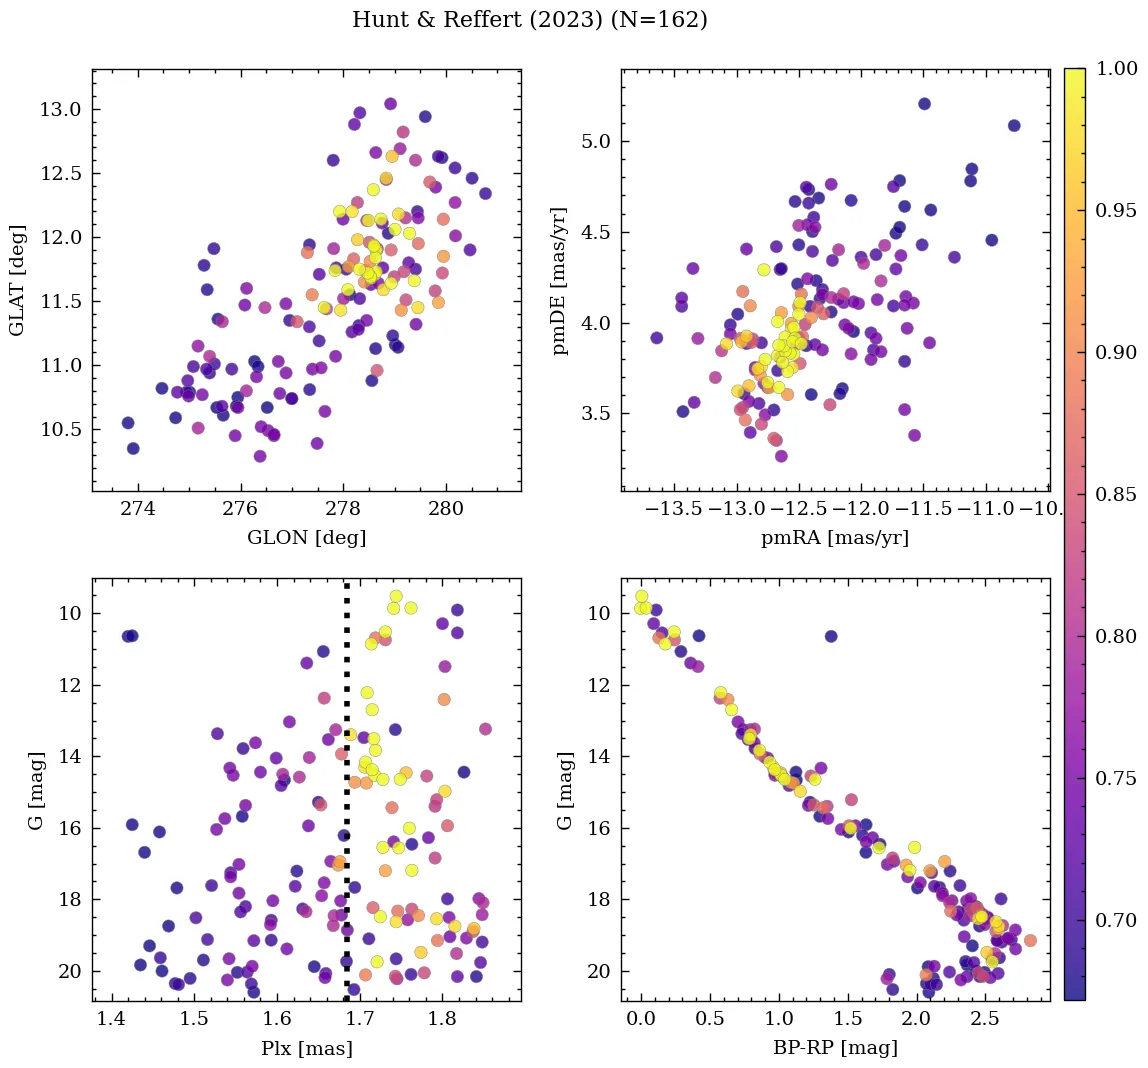 Hunt & Reffert (2023) (N=162)
13.0
12.5
12.0
11.5
11.0
10.5
GLAT [deg]
274 276 278 280
GLON [deg]
5.0
4.5
4.0
3.5
pmDE [mas/yr]
−13.5 −13.0 −12.5 −12.0 −11.5 −11.0 −10.
pmRA [mas/yr]
1.00
0.95
0.90
0.85
0.80
0.75
0.70
10
12
14
16
18
20
G [mag]
1.4 1.5 1.6 1.7 1.8
Plx [mas]
10
12
14
16
18
20
G [mag]
0.0 0.5 1.0 1.5 2.0 2.5
BP-RP [mag]